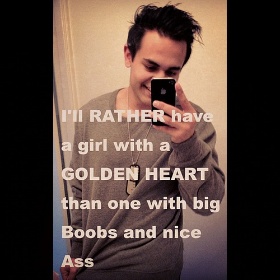 I'll RATHER have
a girl with a
GOLDEN HEART
than one with big
Boobs and nice
Ass